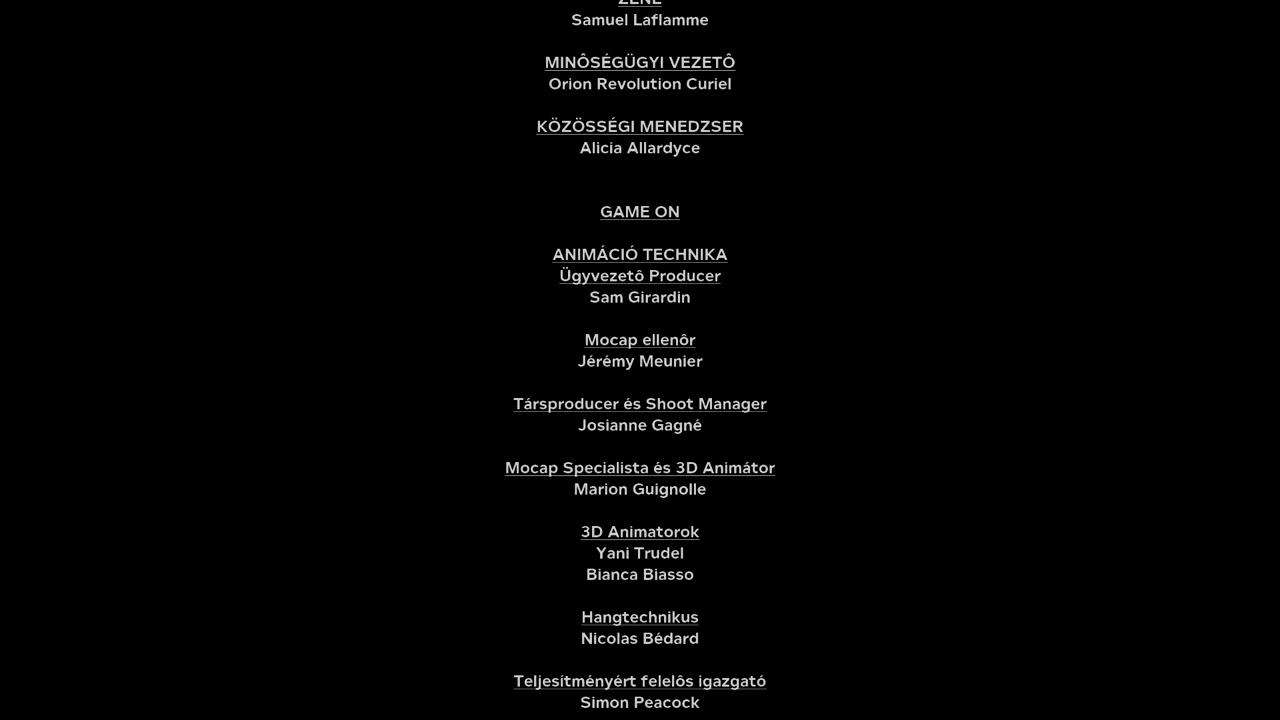 ZENE
Samuel Laflamme
MINÔSÉGÜGYI VEZETÔ
Orion Revolution Curiel
KÖZÖSSÉGI MENEDZSER
Alicia Allardyce
GAME ON
ANIMÁCIÓ TECHNIKA
Ügyvezetô Producer
Sam Girardin
Mocap ellenôr
Jérémy Meunier
Társproducer és Shoot Manager
Josianne Gagné
Mocap Specialista és 3D Animátor
Marion Guignolle
3D Animatorok
Yani Trudel
Bianca Biasso
Hangtechnikus
Nicolas Bédard
Teljesítményért felelôs igazgató
Simon Peacock